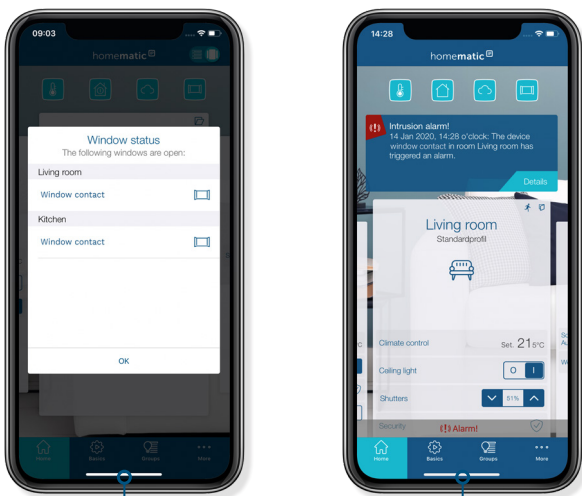 09:03
homematic IP
Window status
The following windows are open:
Living room
Window contact
Kitchen
Window contact
OK
Home
Basics
Groups
More
14:28
homematic IP
Intrusion alarm!
14 Jan 2020, 14:28 o'clock: The device
window contact in room Living room has
triggered an alarm.
Details
Living room
Standardprofil
Climate control
Set. 21 5°C
Ceiling light
O I
Shutters
51%
Security
Alarm!
Home
Basics
Groups
More